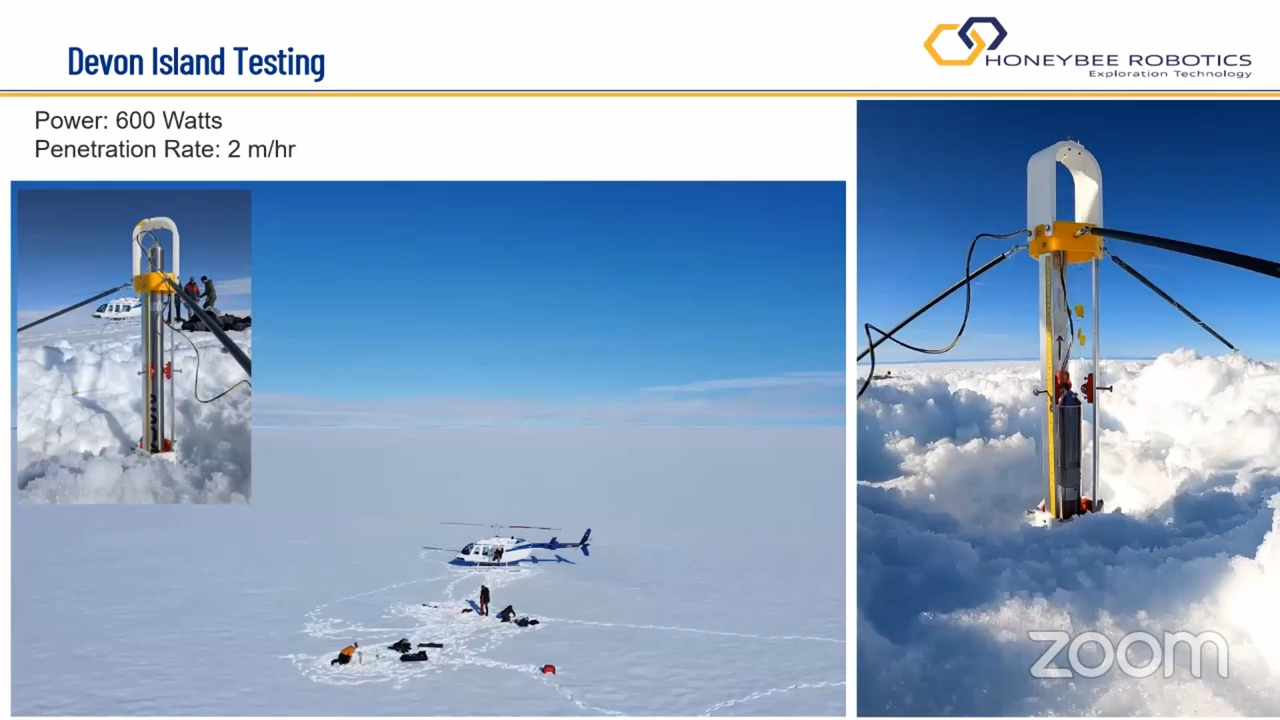 Devon Island Testing
HONEYBEE ROBOTICS
Exploration Technology
Power: 600 Watts
Penetration Rate: 2 m/hr
zoom